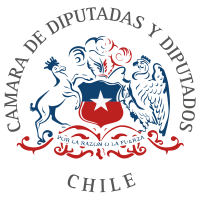 CAMARA DE DIPUTADAS Y DIPUTADOS
POR LA RAZON O LA FUERZA
CHILE